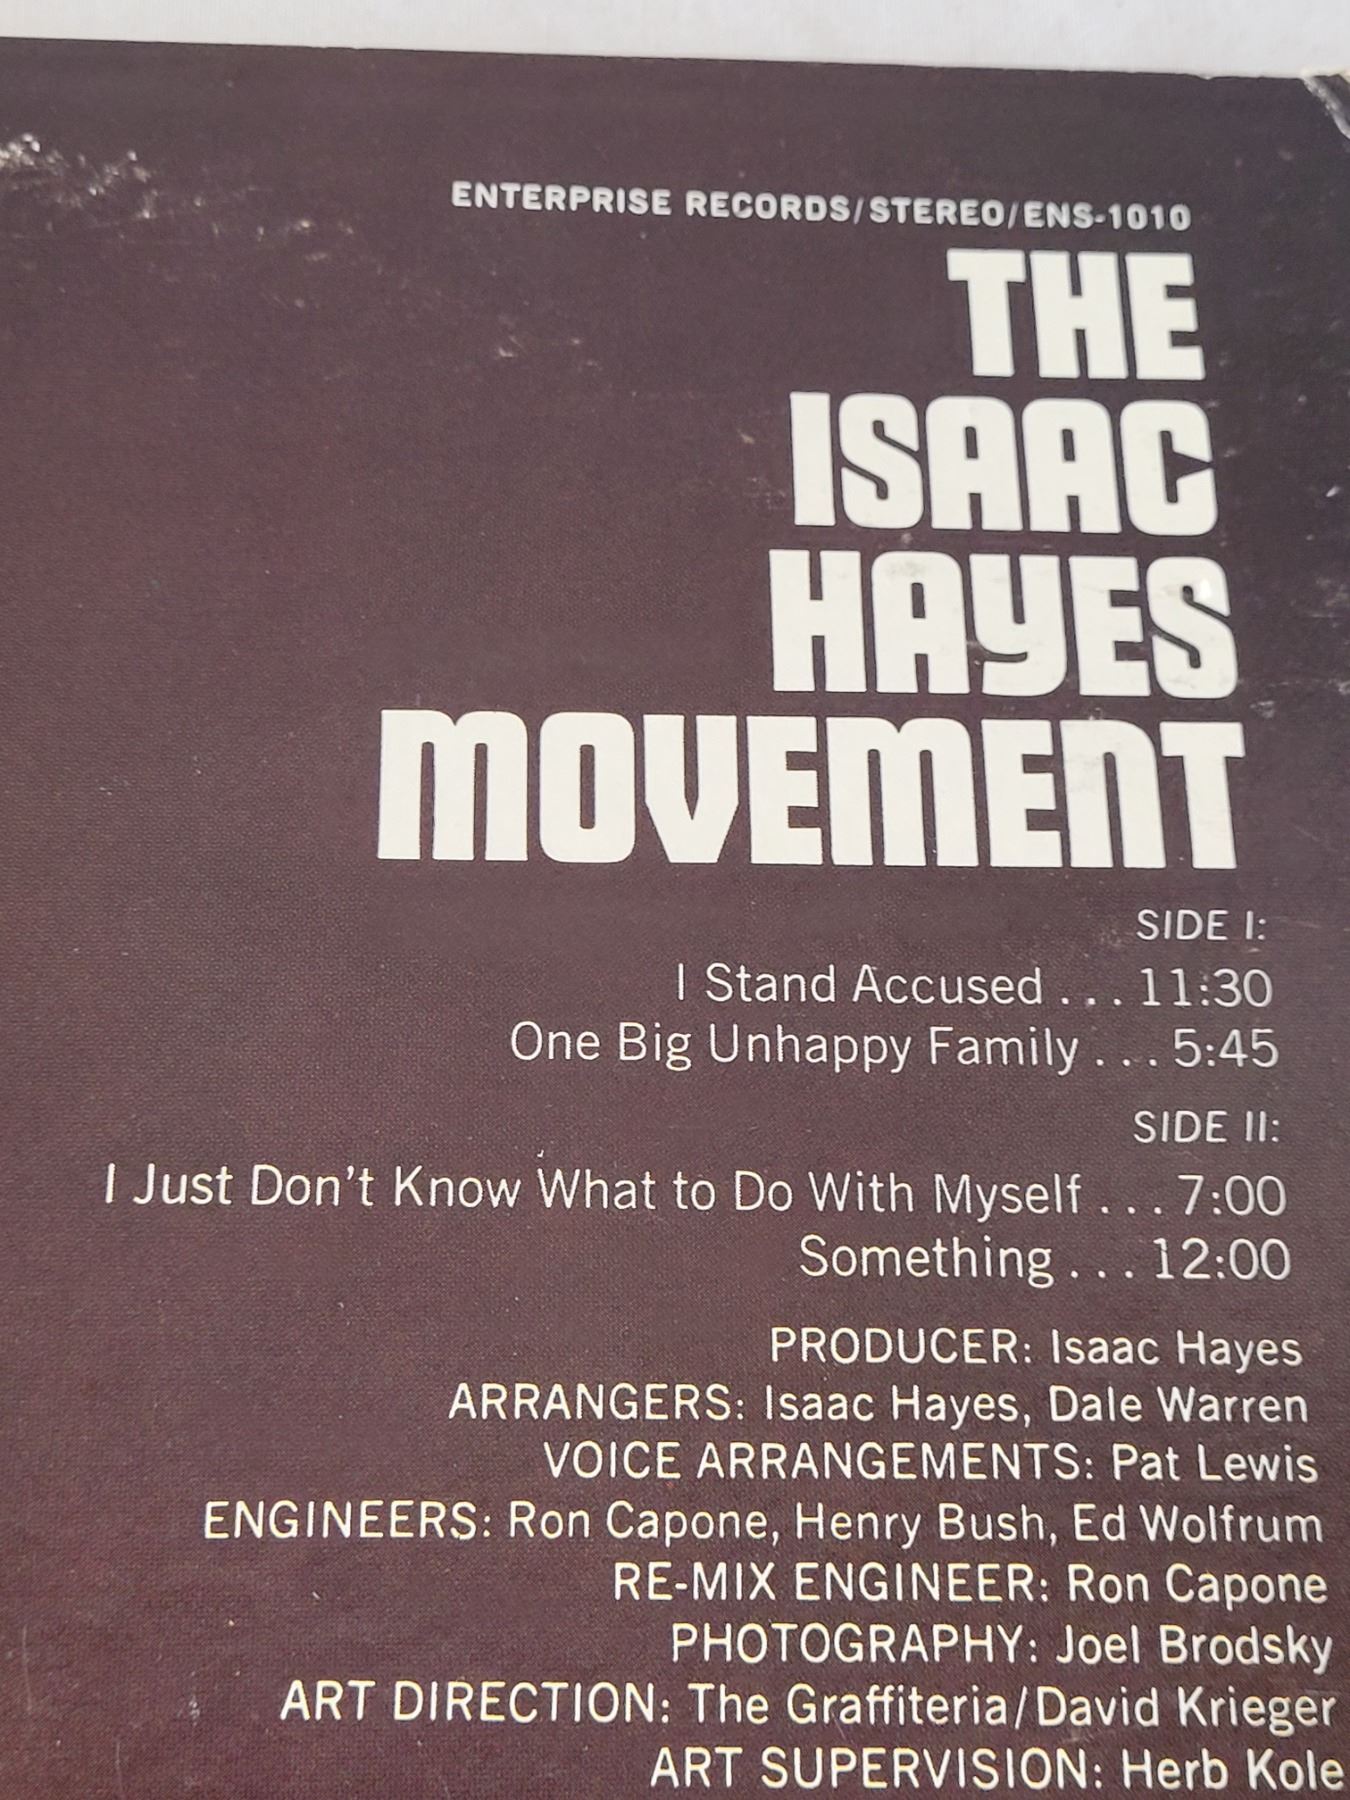 ENTERPRISE RECORDS/STEREO/ENS-1010
THE
ISAAC
HAYES
MOVEMENT
SIDE I:
I Stand Accused . . . 11:30
One Big Unhappy Family . . . 5:45
SIDE II:
I Just Don't Know What to Do With Myself . . . 7:00
Something . . . 12:00
PRODUCER: Isaac Hayes
ARRANGERS: Isaac Hayes, Dale Warren
VOICE ARRANGEMENTS: Pat Lewis
ENGINEERS: Ron Capone, Henry Bush, Ed Wolfrum
RE-MIX ENGINEER: Ron Capone
PHOTOGRAPHY: Joel Brodsky
ART DIRECTION: The Graffiteria/David Krieger
ART SUPERVISION: Herb Kole